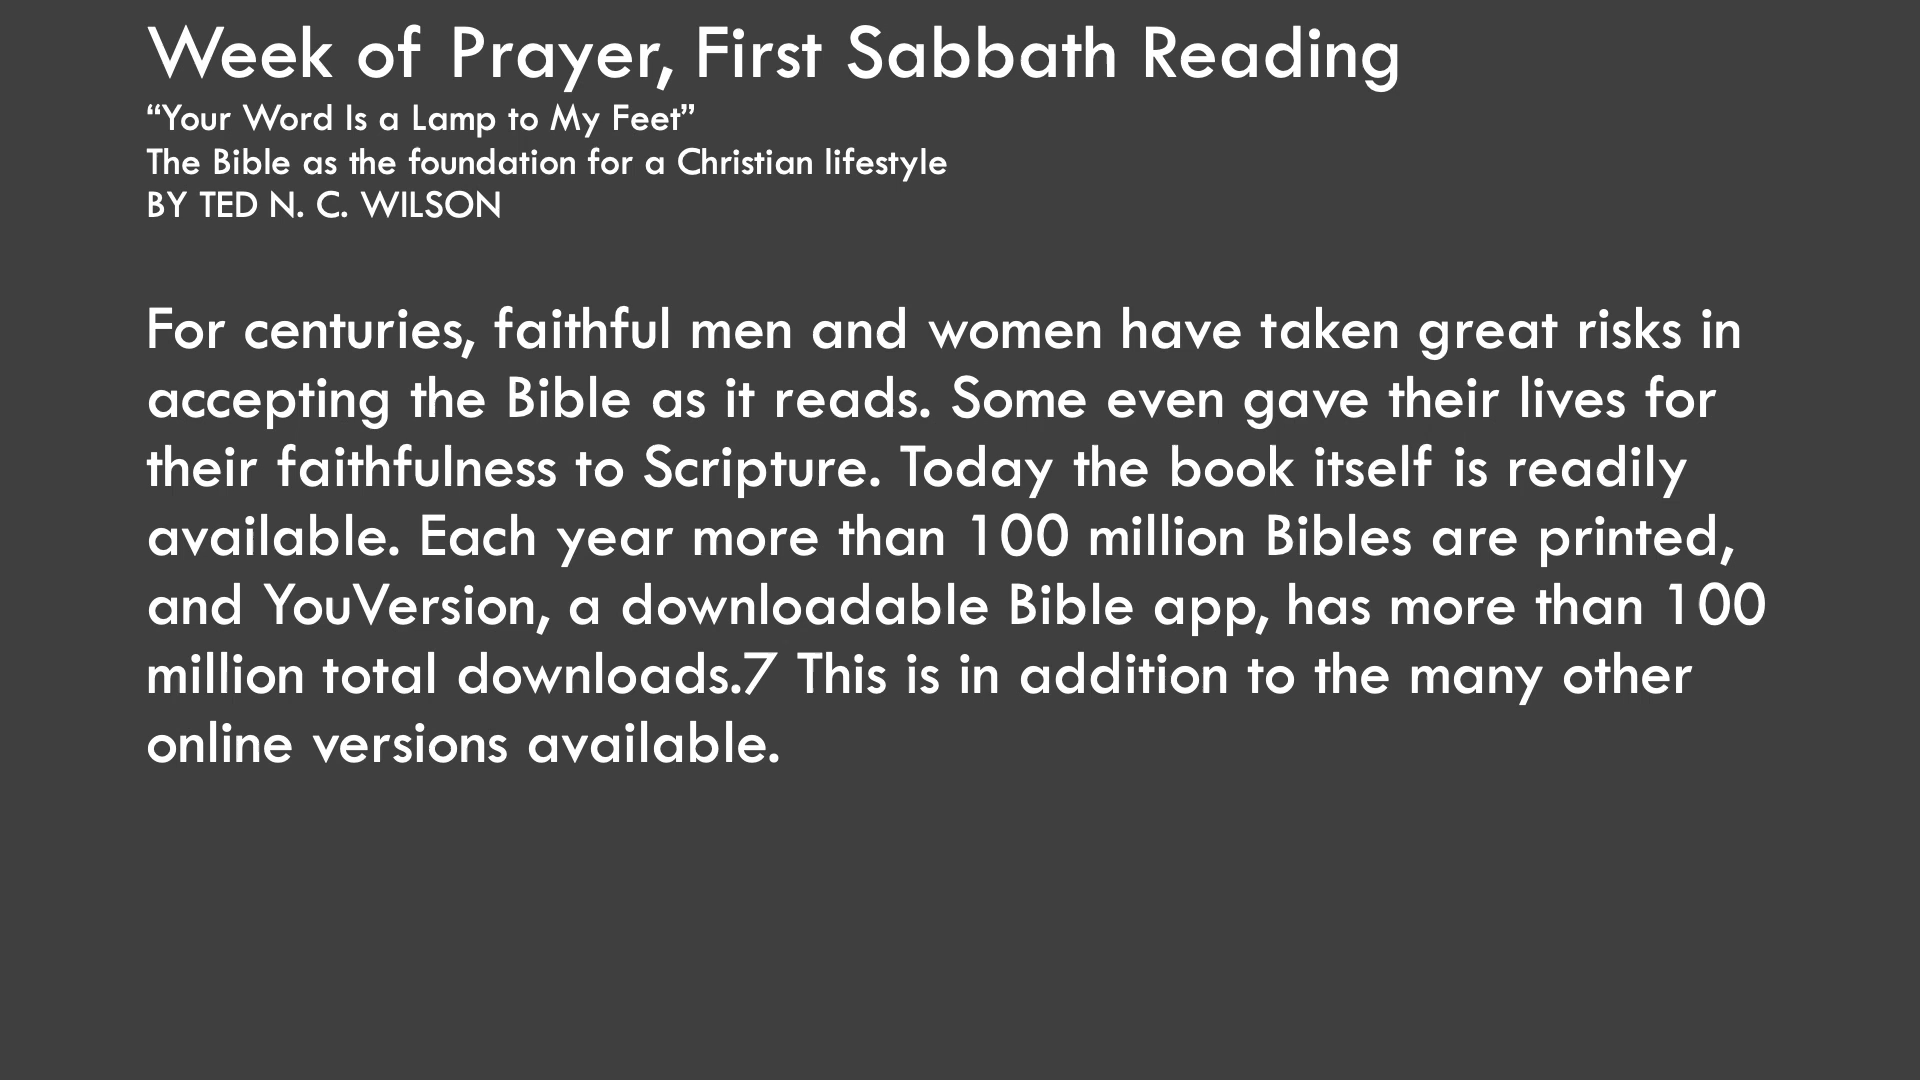 Week of Prayer, First Sabbath Reading
“Your Word Is a Lamp to My Feet”
The Bible as the foundation for a Christian lifestyle
BY TED N. C. WILSON
For centuries, faithful men and women have taken great risks in
accepting the Bible as it reads. Some even gave their lives for
their faithfulness to Scripture. Today the book itself is readily
available. Each year more than 100 million Bibles are printed,
and YouVersion, a downloadable Bible app, has more than 100
million total downloads.7 This is in addition to the many other
online versions available.